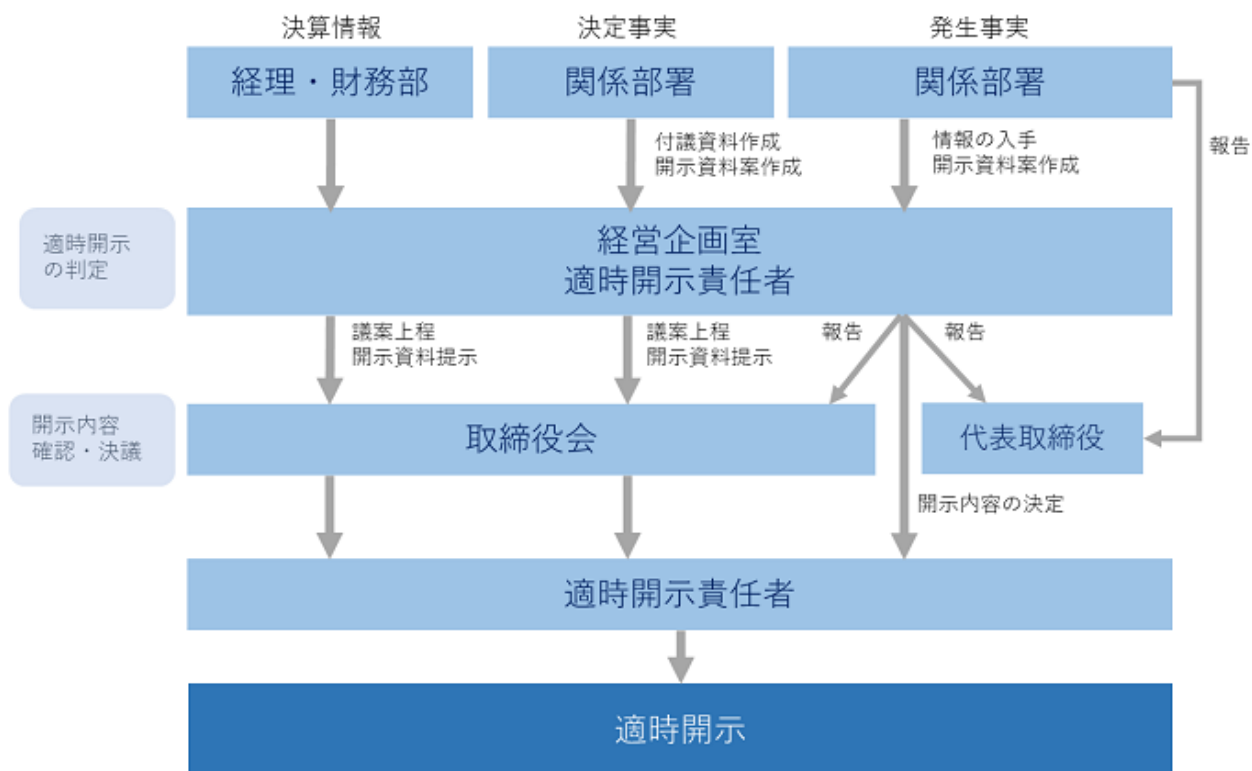 決算情報
決定事実
発生事実
経理・財務部
関係部署
関係部署
付議資料作成
開示資料案作成
情報の入手
開示資料案作成
報告
適時開示
の判定
経営企画室
適時開示責任者
議案上程
開示資料提示
議案上程
開示資料提示
報告
報告
開示内容
確認・決議
取締役会
代表取締役
開示内容の決定
適時開示責任者
適時開示